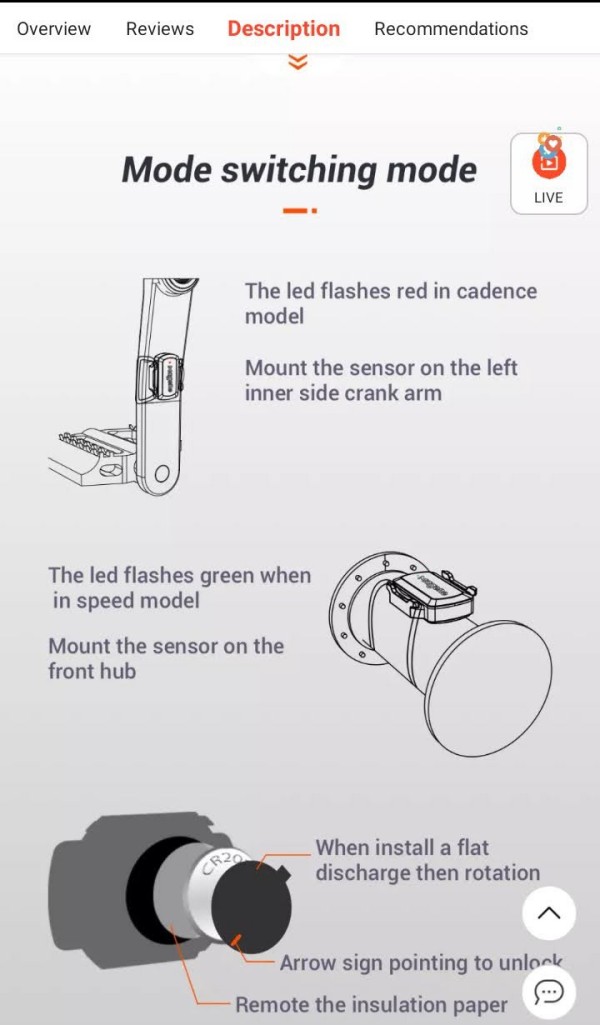 Overview Reviews Description Recommendations
Mode switching mode
LIVE
The led flashes red in cadence
model
Mount the sensor on the left
inner side crank arm
The led flashes green when
in speed model
Mount the sensor on the
front hub
CR20
When install a flat
discharge then rotation
Arrow sign pointing to unlock
Remote the insulation paper